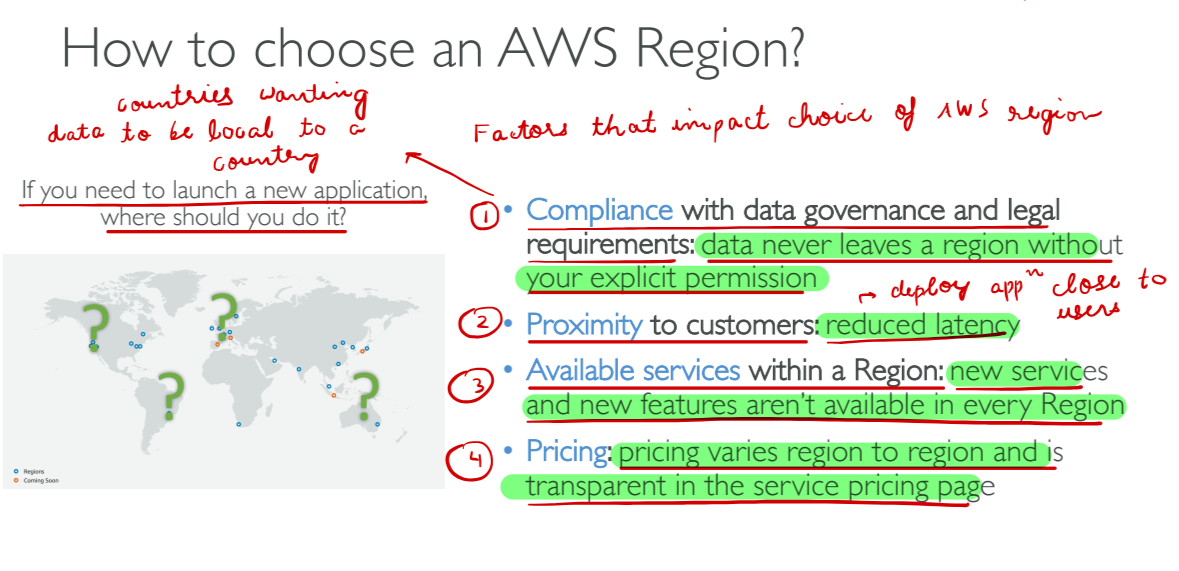 How to choose an AWS Region?
countries wanting
data to be local to a
country
If you need to launch a new application,
where should you do it?
Regions
Coming Soon
Factors that impact choice of AWS region
1 • Compliance with data governance and legal
requirements: data never leaves a region without
your explicit permission
→ deploy appⁿ close to
users
2 • Proximity to customers: reduced latency
3 • Available services within a Region: new services
and new features aren't available in every Region
4 • Pricing: pricing varies region to region and is
transparent in the service pricing page